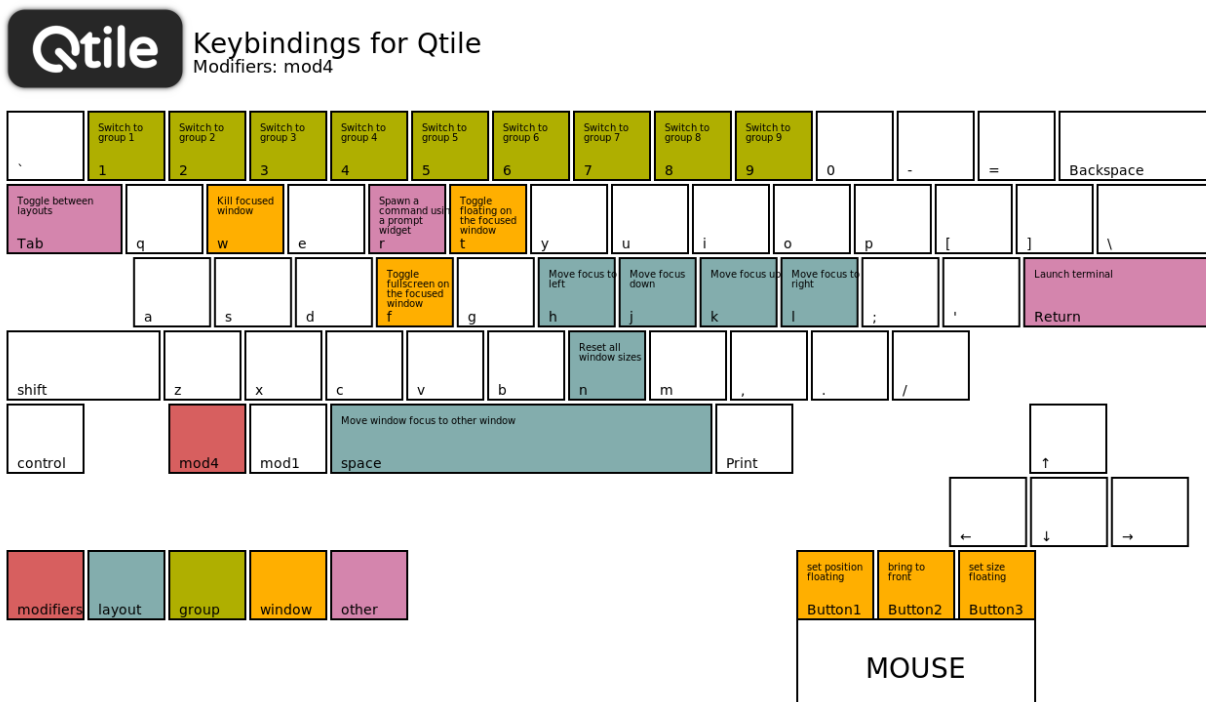 Qtile
Keybindings for Qtile
Modifiers: mod4
Switch to
group 1
Switch to
group 2
Switch to
group 3
Switch to
group 4
Switch to
group 5
Switch to
group 6
Switch to
group 7
Switch to
group 8
Switch to
group 9
` 1 2 3 4 5 6 7 8 9 0 - = Backspace
Toggle between
layouts
Kill focused
window
Spawn a
command usin
a prompt
widget
Toggle
floating on
the focused
window
Tab q w e r t y u i o p [ ] \
Toggle
fullscreen on
the focused
window
Move focus to
left
Move focus
down
Move focus up
Move focus to
right
Launch terminal
a s d f g h j k l ; ' Return
Reset all
window sizes
shift z x c v b n m , . /
Move window focus to other window
control mod4 mod1 space Print ↑
← ↓ →
set position
floating
bring to
front
set size
floating
modifiers layout group window other Button1 Button2 Button3
MOUSE